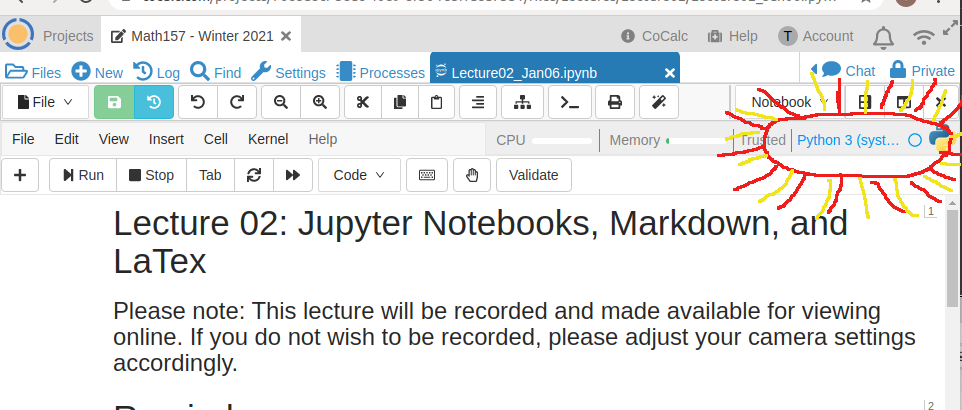 Projects Math157 - Winter 2021 CoCalc Help T Account
Files New Log Find Settings Processes Lecture02_Jan06.ipynb Chat Private
File Notebook
File Edit View Insert Cell Kernel Help CPU Memory Trusted Python 3 (syst…
Run Stop Tab Code Validate
Lecture 02: Jupyter Notebooks, Markdown, and
LaTex
1
Please note: This lecture will be recorded and made available for viewing
online. If you do not wish to be recorded, please adjust your camera settings
accordingly.
2